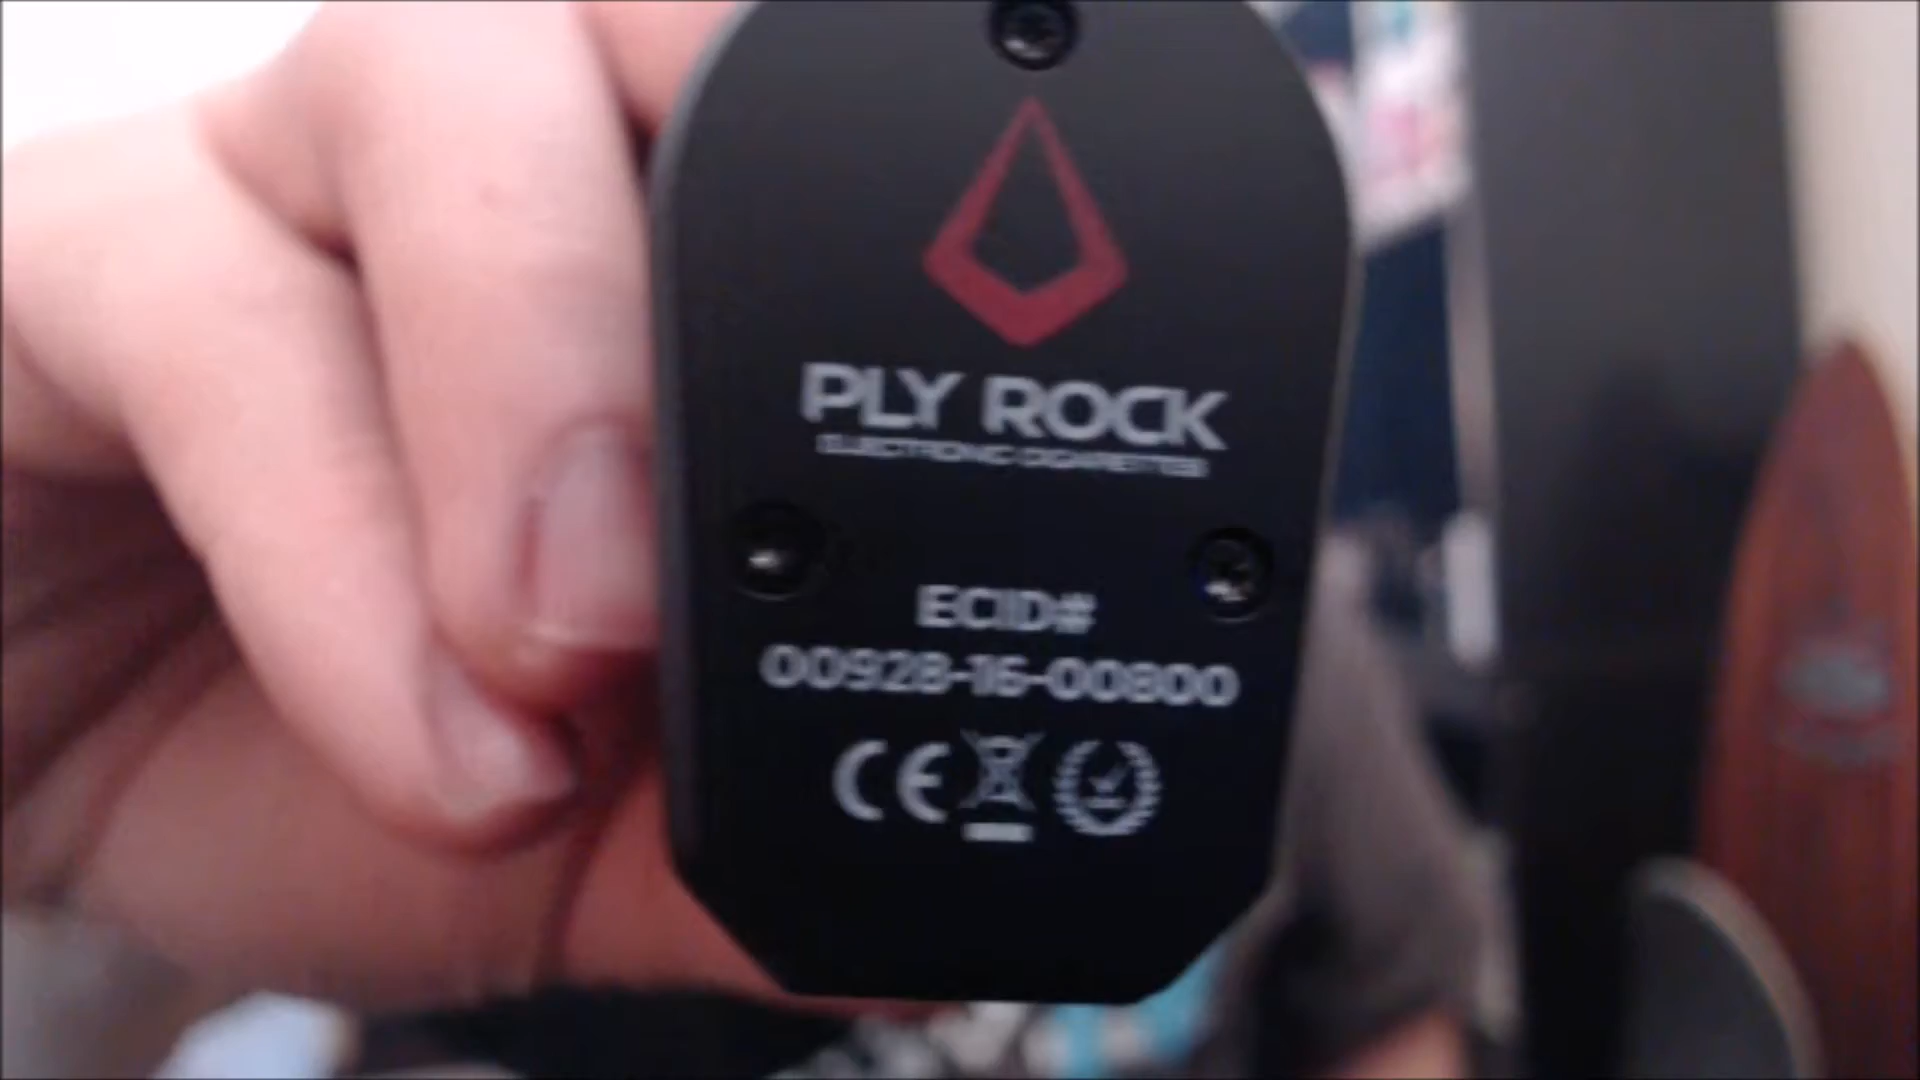 PLY ROCK
ELECTRONIC CIGARETTES
ECID#
00928-16-00800
CE